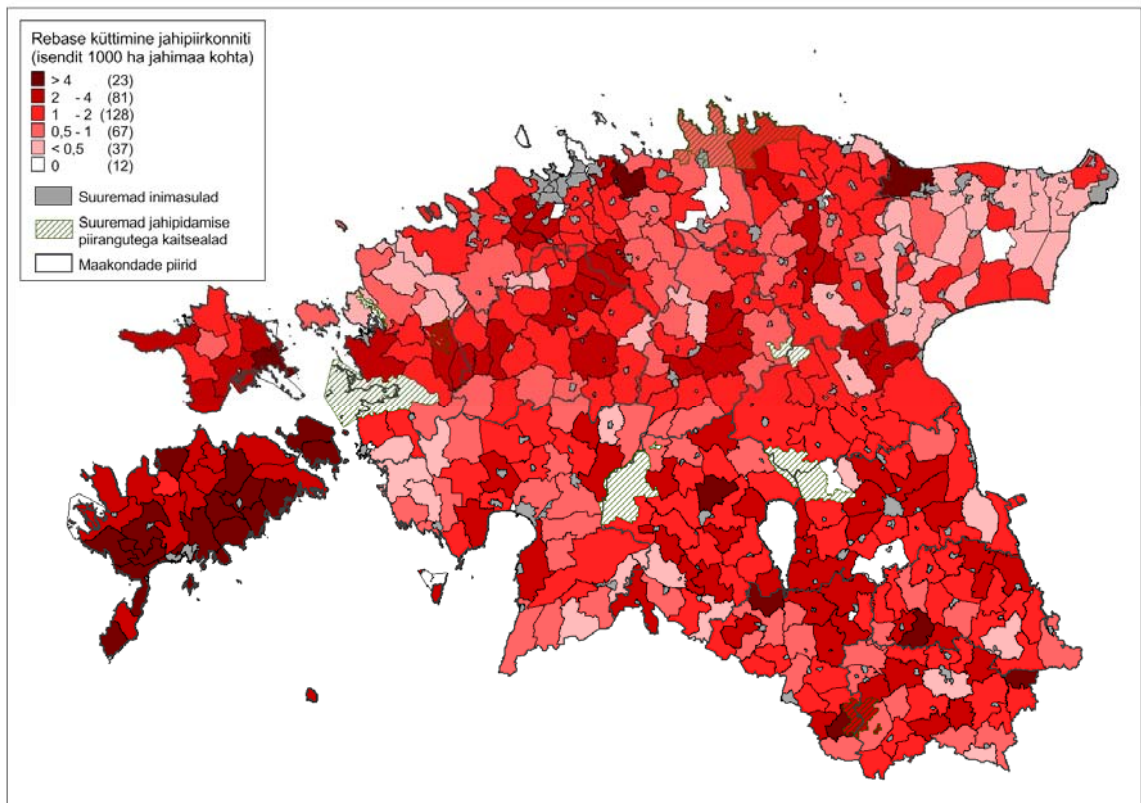 Rebase küttimine jahipiirkonniti
(isendit 1000 ha jahimaa kohta)
> 4 (23)
2 - 4 (81)
1 - 2 (128)
0,5 - 1 (67)
< 0,5 (37)
0 (12)
Suuremad inimasulad
Suuremad jahipidamise
piirangutega kaitsealad
Maakondade piirid